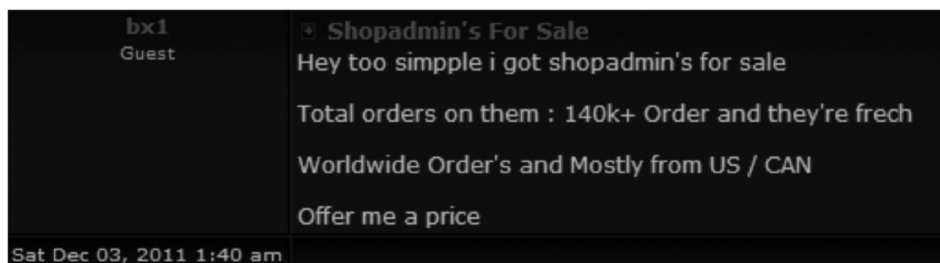 bx1
Guest
Shopadmin's For Sale
Hey too simpple i got shopadmin's for sale
Total orders on them : 140k+ Order and they're frech
Worldwide Order's and Mostly from US / CAN
Offer me a price
Sat Dec 03, 2011 1:40 am